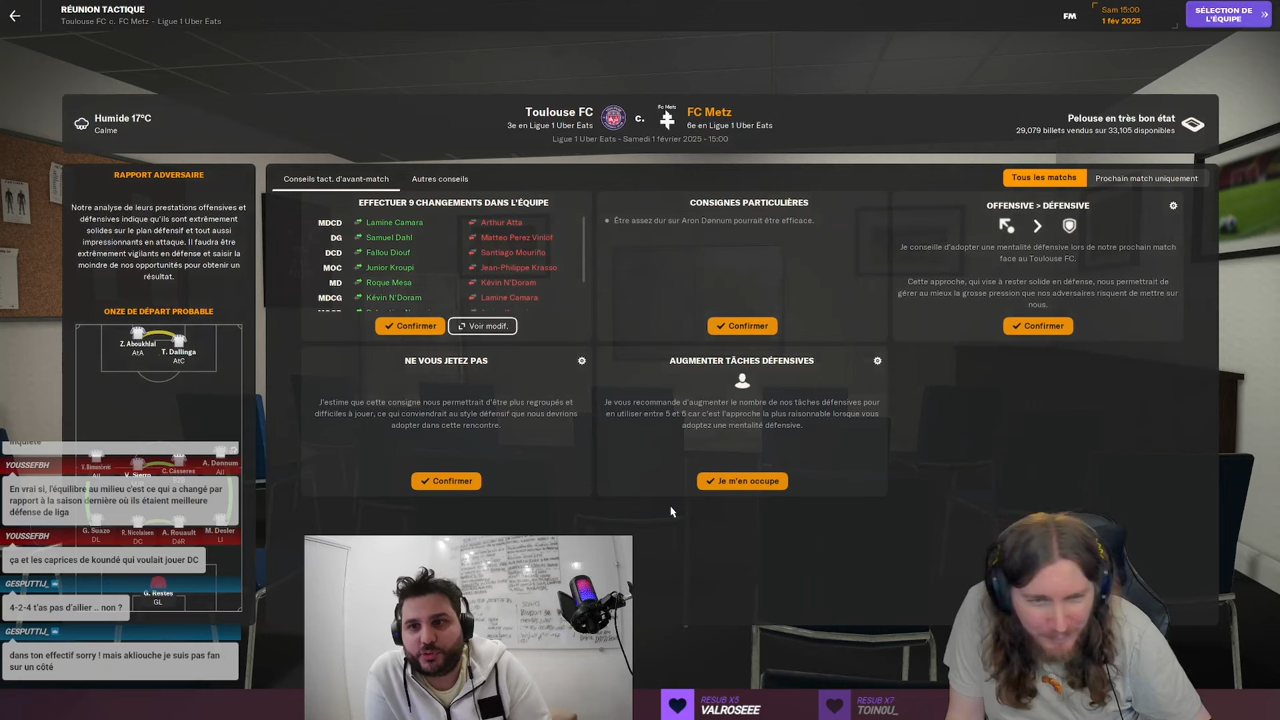 RÉUNION TACTIQUE
Toulouse FC c. FC Metz - Ligue 1 Uber Eats
FM
Sam 15:00
1 fév 2025
SÉLECTION DE
L'ÉQUIPE
Humide 17°C
Calme
Toulouse FC
3e en Ligue 1 Uber Eats
c.
Fc Metz
FC Metz
6e en Ligue 1 Uber Eats
Ligue 1 Uber Eats - Samedi 1 février 2025 - 15:00
Pelouse en très bon état
29,079 billets vendus sur 33,105 disponibles
RAPPORT ADVERSAIRE
Notre analyse de leurs prestations offensives et
défensives indique qu'ils sont extrêmement
solides sur le plan défensif et tout aussi
impressionnants en attaque. Il faudra être
extrêmement vigilants en défense et saisir la
moindre de nos opportunités pour obtenir un
résultat.
ONZE DE DÉPART PROBABLE
Z. Aboukhlal
AtA
T. Dallinga
AtC
V. Sierro
C. Cásseres
A. Donnum
G. Suazo
DL
R. Nicolaisen
DC
A. Rouault
DéR
M. Desler
LI
G. Restes
GL
Conseils tact. d'avant-match
Autres conseils
Tous les matchs
Prochain match uniquement
EFFECTUER 9 CHANGEMENTS DANS L'ÉQUIPE
MDCD Lamine Camara Arthur Atta
DG Samuel Dahl Matteo Perez Vinlöf
DCD Fallou Diouf Santiago Mouriño
MOC Junior Kroupi Jean-Philippe Krasso
MD Roque Mesa Kévin N'Doram
MDCG Kévin N'Doram Lamine Camara
Confirmer
Voir modif.
CONSIGNES PARTICULIÈRES
Être assez dur sur Aron Dønnum pourrait être efficace.
Confirmer
OFFENSIVE > DÉFENSIVE
Je conseille d'adopter une mentalité défensive lors de notre prochain match
face au Toulouse FC.
Cette approche, qui vise à rester solide en défense, nous permettrait de
gérer au mieux la grosse pression que nos adversaires risquent de mettre sur
nous.
Confirmer
NE VOUS JETEZ PAS
J'estime que cette consigne nous permettrait d'être plus regroupés et
difficiles à jouer, ce qui conviendrait au style défensif que nous devrions
adopter dans cette rencontre.
Confirmer
AUGMENTER TÂCHES DÉFENSIVES
Je vous recommande d'augmenter le nombre de nos tâches défensives pour
en utiliser entre 5 et 6 car c'est l'approche la plus raisonnable lorsque vous
adoptez une mentalité défensive.
Je m'en occupe
YOUSSEFBH
En vrai si, l'équilibre au milieu c'est ce qui a changé par
rapport à la saison dernière où ils étaient meilleure
défense de liga
YOUSSEFBH
ça et les caprices de koundé qui voulait jouer DC
GESPUTTIJ_
4-2-4 t'as pas d'ailier .. non ?
GESPUTTIJ_
dans ton effectif sorry ! mais akliouche je suis pas fan
sur un côté
RESUB X5
VALROSEEE
RESUB X7
TOIN0U_